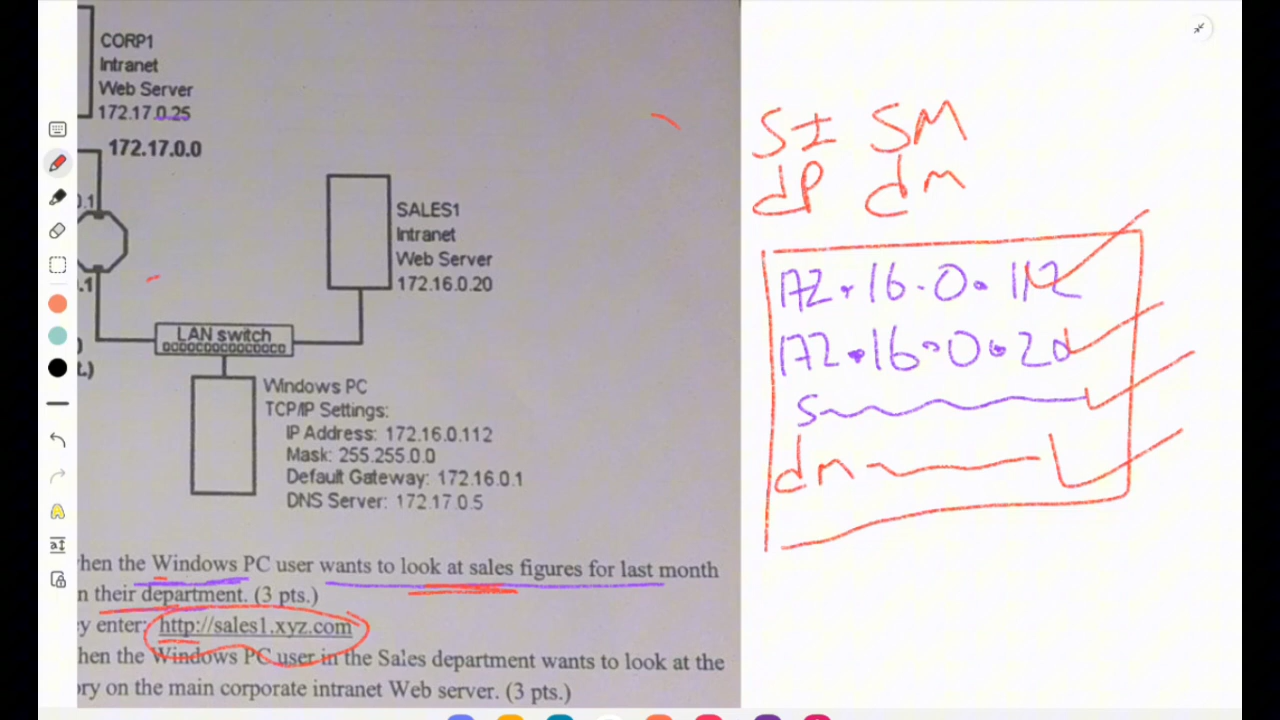 CORP1
Intranet
Web Server
172.17.0.25
172.17.0.0
0.1
SALES1
Intranet
Web Server
172.16.0.20
.1
LAN switch
.)
Windows PC
TCP/IP Settings:
IP Address: 172.16.0.112
Mask: 255.255.0.0
Default Gateway: 172.16.0.1
DNS Server: 172.17.0.5
hen the Windows PC user wants to look at sales figures for last month
n their department. (3 pts.)
y enter: http://sales1.xyz.com
hen the Windows PC user in the Sales department wants to look at the
ry on the main corporate intranet Web server. (3 pts.)
SI SM
dP dm
172.16.0.112
172.16.0.20
S
dm